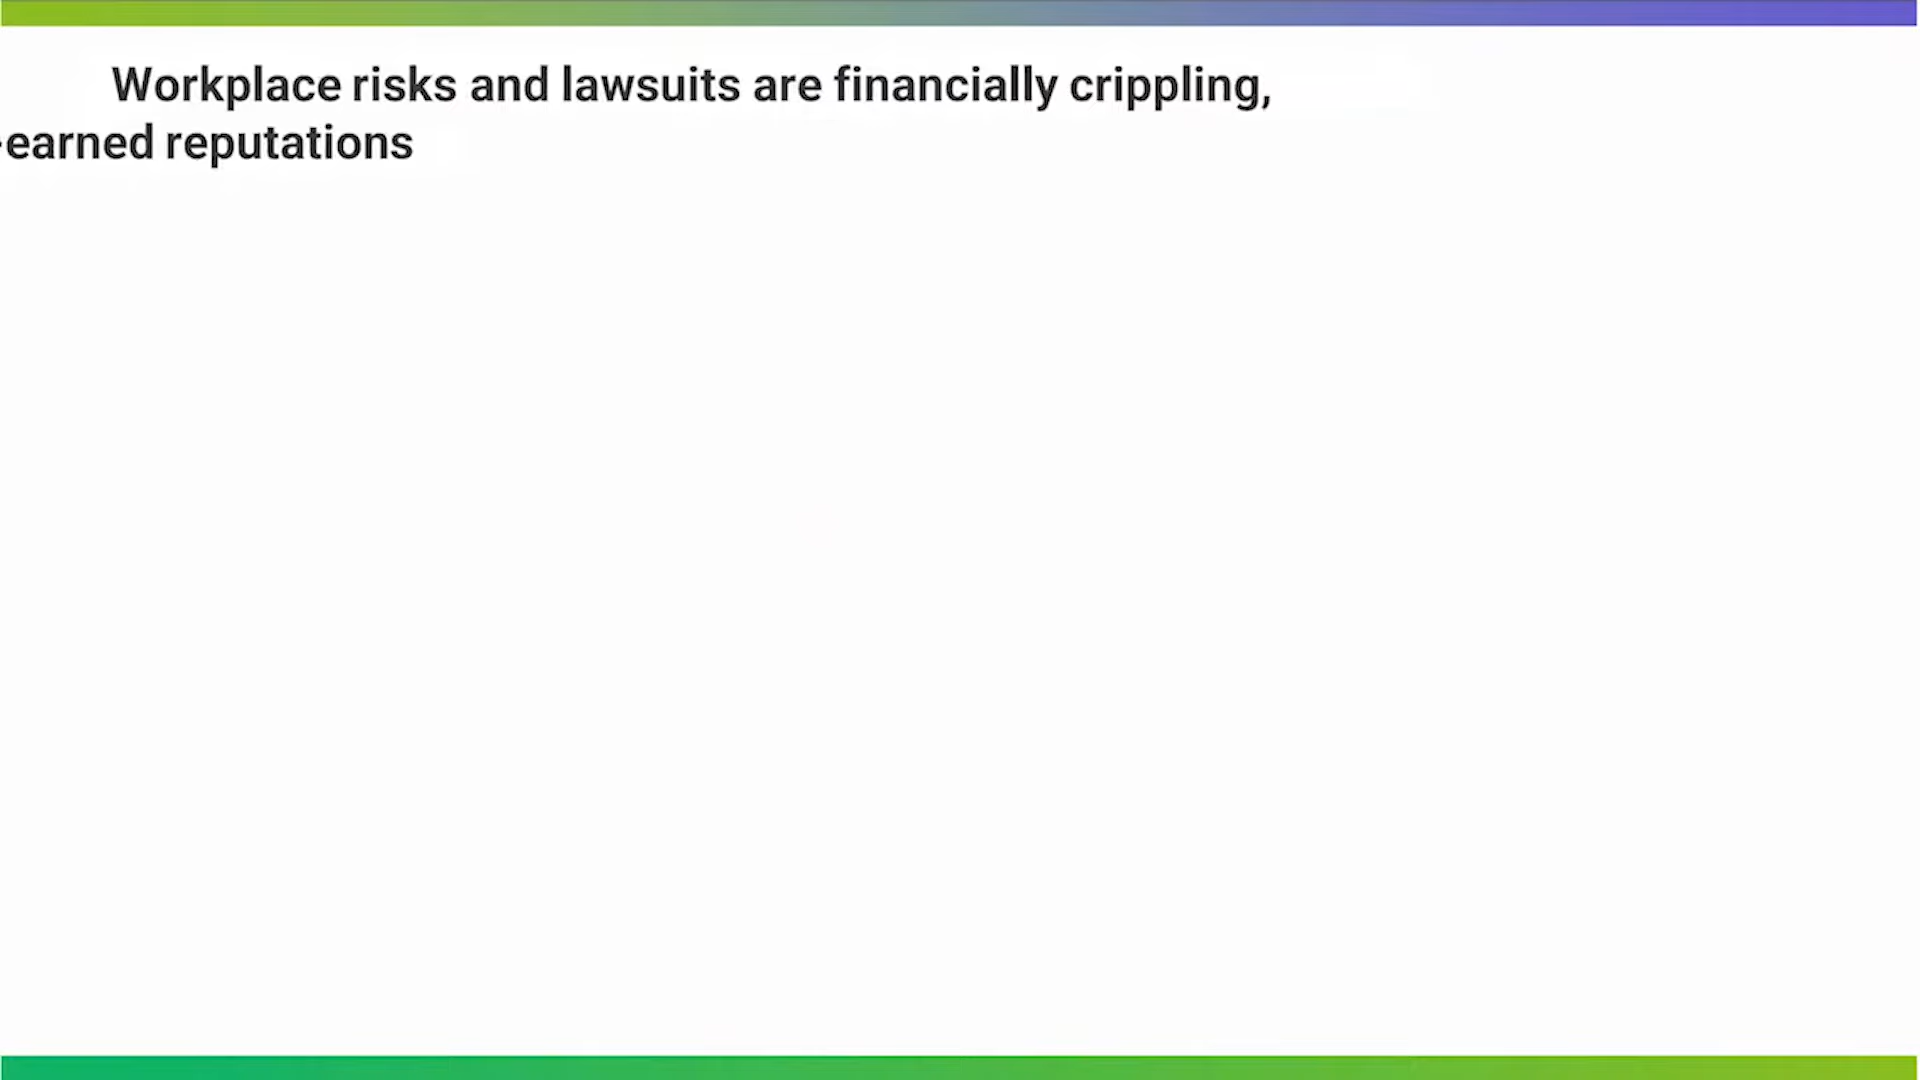 Workplace risks and lawsuits are financially crippling,
-earned reputations